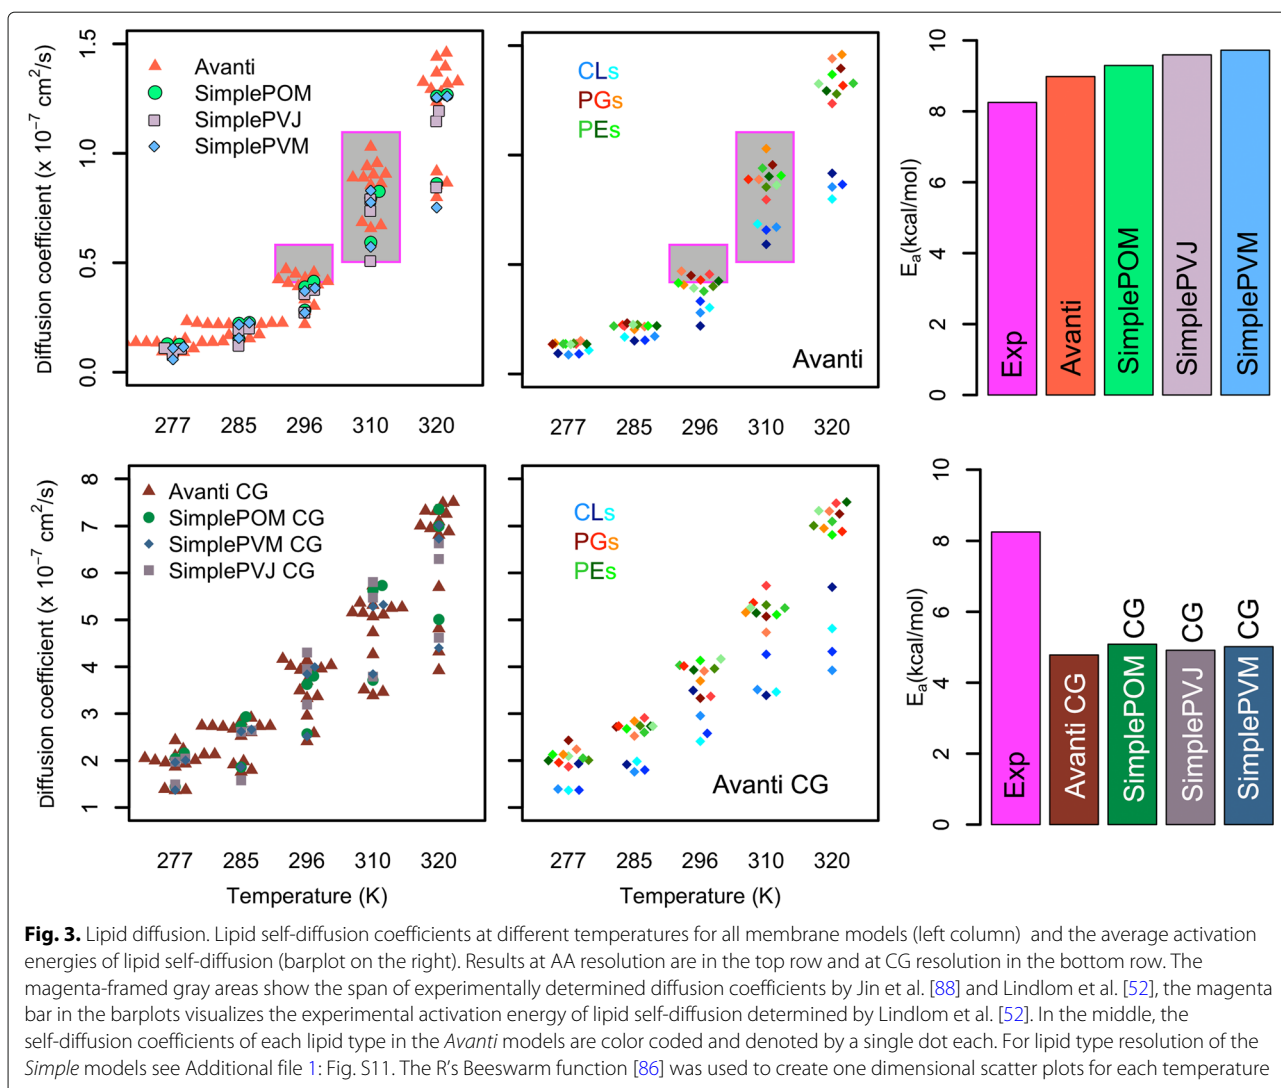 Diffusion coefficient (x 10⁻⁷ cm²/s)
1.5
1.0
0.5
0.0
Avanti
SimplePOM
SimplePVJ
SimplePVM
277 285 296 310 320
CLs
PGs
PEs
Avanti
277 285 296 310 320
Eₐ(kcal/mol)
10
8
6
4
2
0
Exp
Avanti
SimplePOM
SimplePVJ
SimplePVM
Diffusion coefficient (x 10⁻⁷ cm²/s)
8
7
6
5
4
3
2
1
Avanti CG
SimplePOM CG
SimplePVM CG
SimplePVJ CG
277 285 296 310 320
Temperature (K)
CLs
PGs
PEs
Avanti CG
277 285 296 310 320
Temperature (K)
Eₐ(kcal/mol)
10
8
6
4
2
0
Exp
Avanti CG
SimplePOM CG
SimplePVJ CG
SimplePVM CG
Fig. 3. Lipid diffusion. Lipid self-diffusion coefficients at different temperatures for all membrane models (left column) and the average activation
energies of lipid self-diffusion (barplot on the right). Results at AA resolution are in the top row and at CG resolution in the bottom row. The
magenta-framed gray areas show the span of experimentally determined diffusion coefficients by Jin et al. [88] and Lindlom et al. [52], the magenta
bar in the barplots visualizes the experimental activation energy of lipid self-diffusion determined by Lindlom et al. [52]. In the middle, the
self-diffusion coefficients of each lipid type in the Avanti models are color coded and denoted by a single dot each. For lipid type resolution of the
Simple models see Additional file 1: Fig. S11. The R's Beeswarm function [86] was used to create one dimensional scatter plots for each temperature